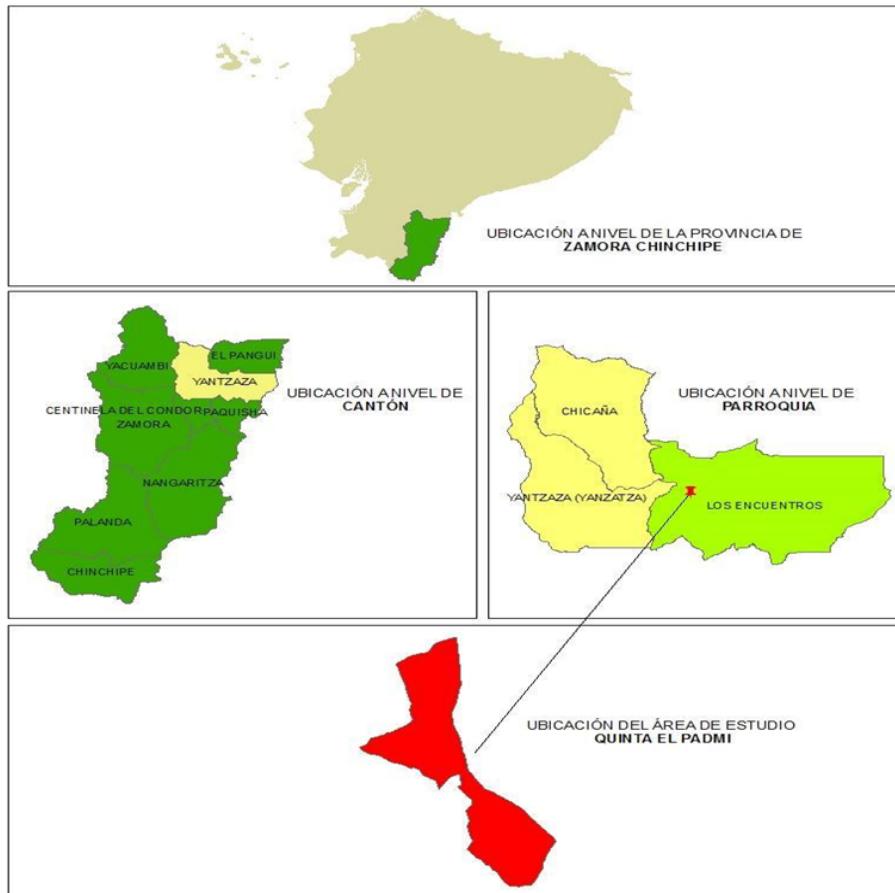 UBICACIÓN A NIVEL DE LA PROVINCIA DE
ZAMORA CHINCHIPE
YACUAMBI
EL PANGUI
YANTZAZA
CENTINELA DEL CONDOR
PAQUISHA
ZAMORA
NANGARITZA
PALANDA
CHINCHIPE
UBICACIÓN A NIVEL DE
CANTÓN
CHICAÑA
YANTZAZA (YANZATZA)
LOS ENCUENTROS
UBICACIÓN A NIVEL DE
PARROQUIA
UBICACIÓN DEL ÁREA DE ESTUDIO
QUINTA EL PADMI